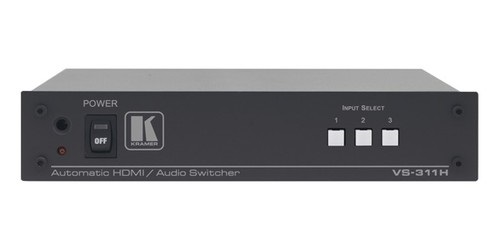 POWER
INPUT SELECT
1 2 3
K
KRAMER
OFF
Automatic HDMI / Audio Switcher
VS-311H